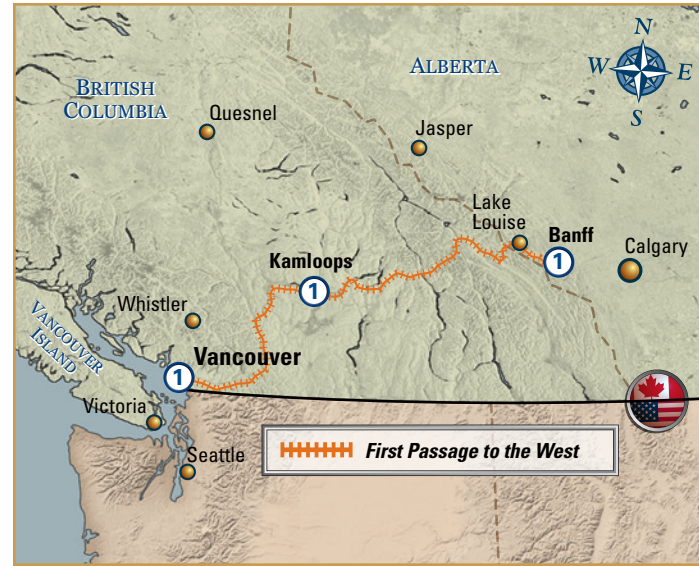 N
W E
S
BRITISH
COLUMBIA
ALBERTA
Quesnel
Jasper
Lake
Louise
Banff
Calgary
Kamloops
1
1
Whistler
VANCOUVER
ISLAND
Vancouver
1
Victoria
Seattle
First Passage to the West